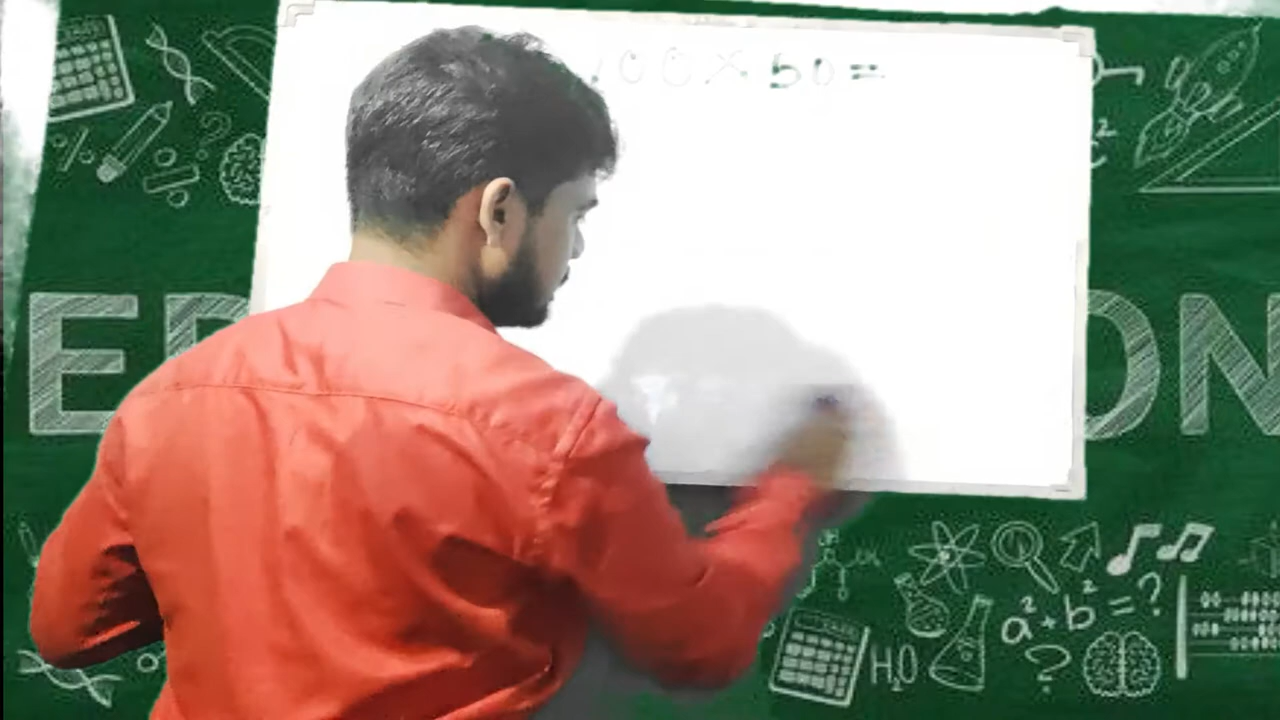 100×50=
ED ON
a²+b²=?
H₂O